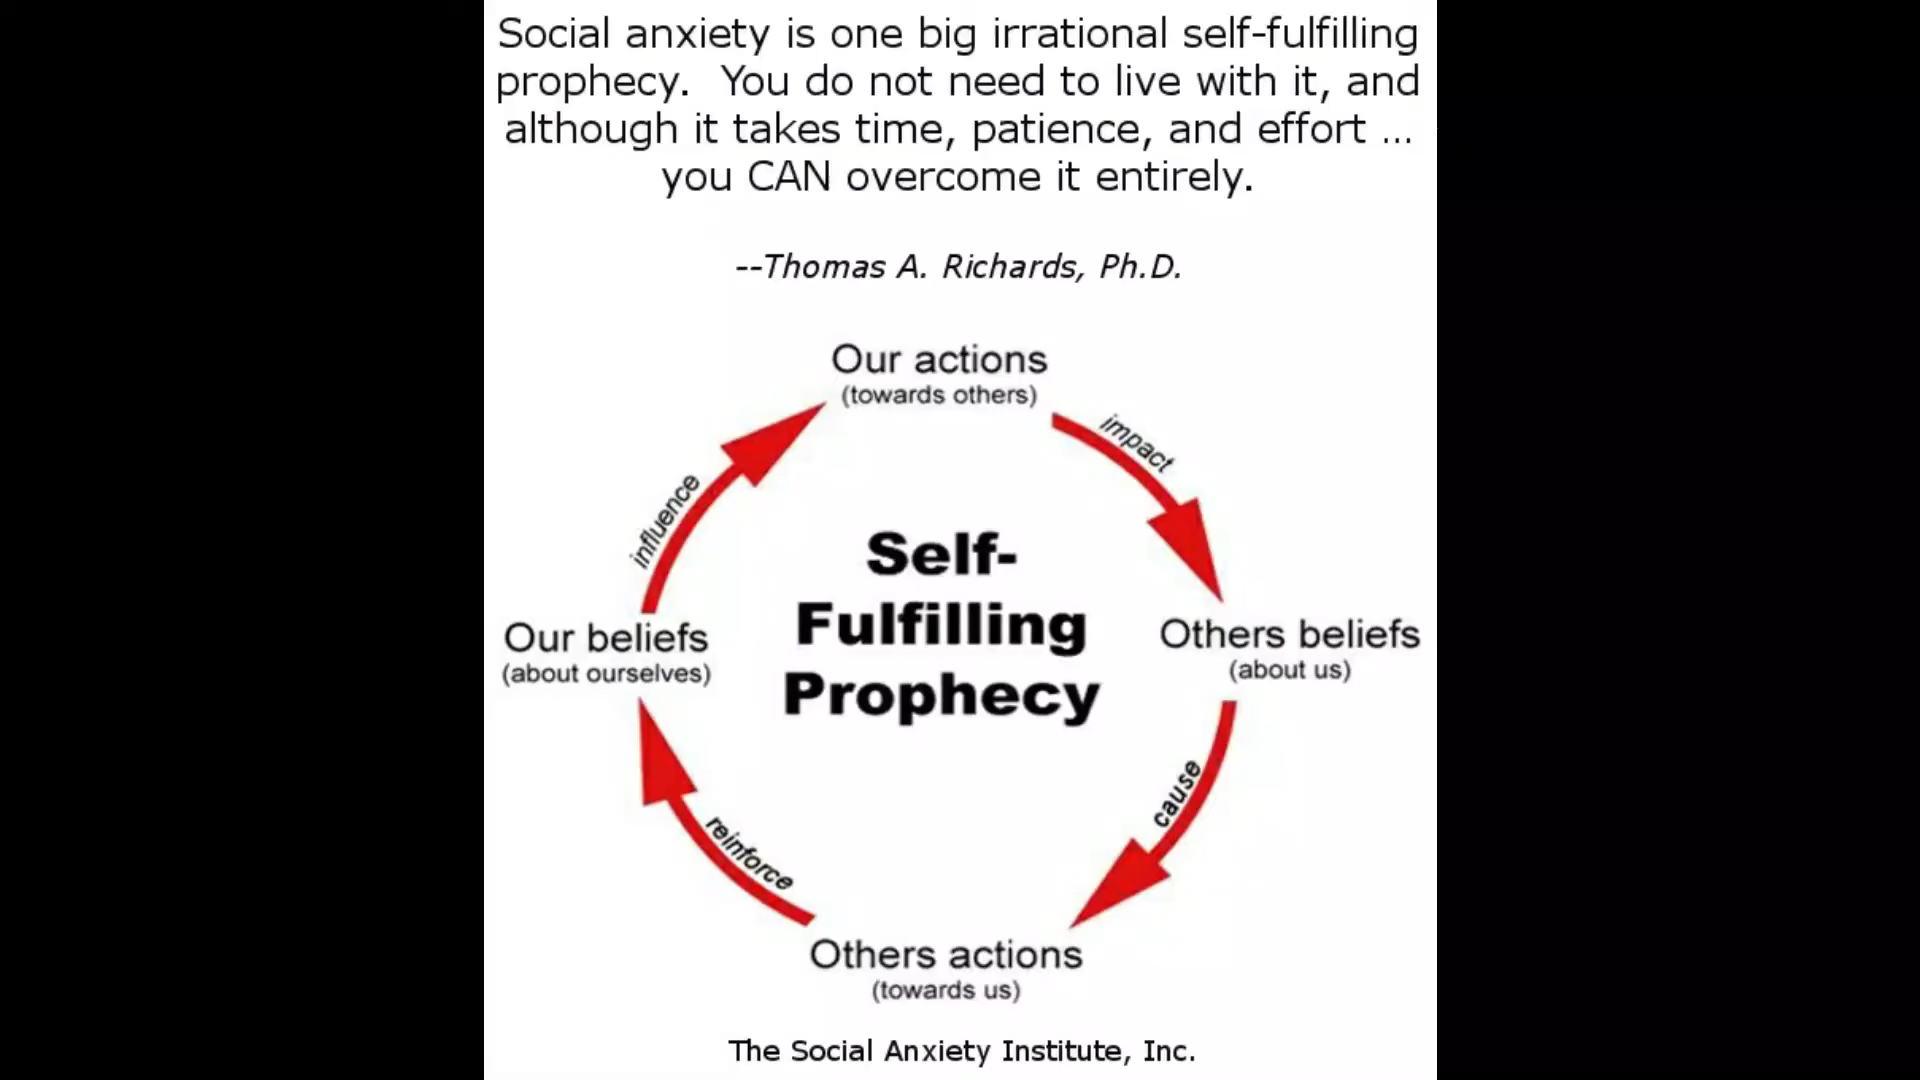 Social anxiety is one big irrational self-fulfilling
prophecy.  You do not need to live with it, and
although it takes time, patience, and effort ...
you CAN overcome it entirely.
--Thomas A. Richards, Ph.D.
Our actions
(towards others)
impact
influence
Self-
Fulfilling
Prophecy
Our beliefs
(about ourselves)
Others beliefs
(about us)
cause
reinforce
Others actions
(towards us)
The Social Anxiety Institute, Inc.